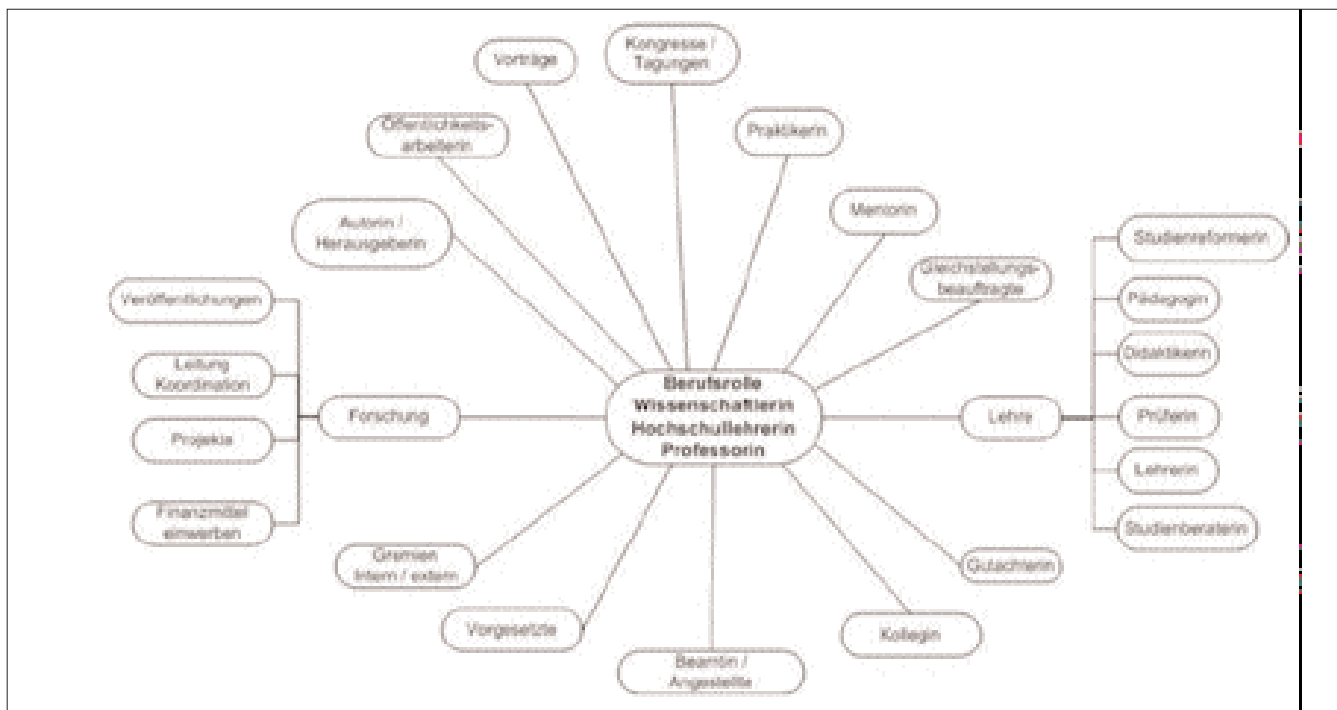 Kongresse /
Tagungen
Vorträge
Praktikerin
Öffentlichkeits-
arbeiterin
Mentorin
Autorin /
Herausgeberin
Studienreformerin
Gleichstellungs-
beauftragte
Veröffentlichungen
Pädagogin
Didaktikerin
Leitung
Koordination
Berufsrolle
Wissenschaftlerin
Hochschullehrerin
Professorin
Forschung
Lehre
Prüferin
Projekte
Lehrerin
Finanzmittel
einwerben
Studienberaterin
Gremien
Intern / extern
Gutachterin
Vorgesetzte
Kollegin
Beamtin /
Angestellte